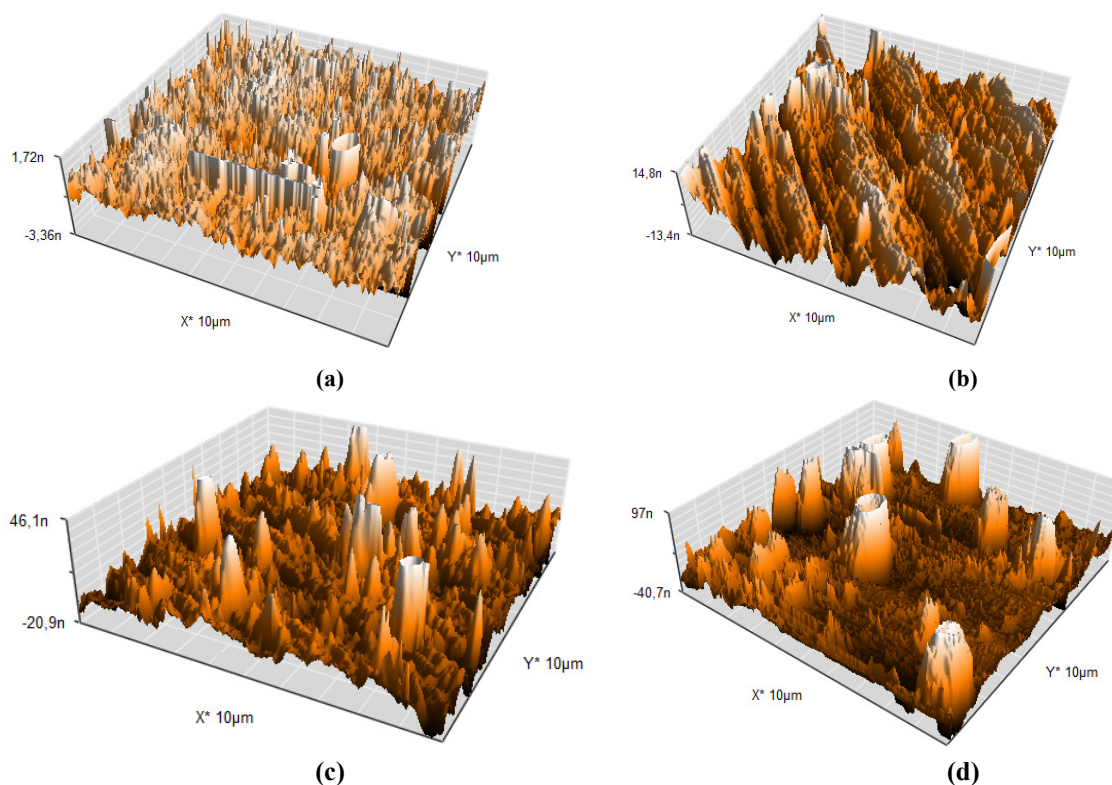 1,72n
-3,36n
Y* 10µm
X* 10µm
(a)
14,8n
-13,4n
Y* 10µm
X* 10µm
(b)
46,1n
-20,9n
Y* 10µm
X* 10µm
(c)
97n
-40,7n
Y* 10µm
X* 10µm
(d)